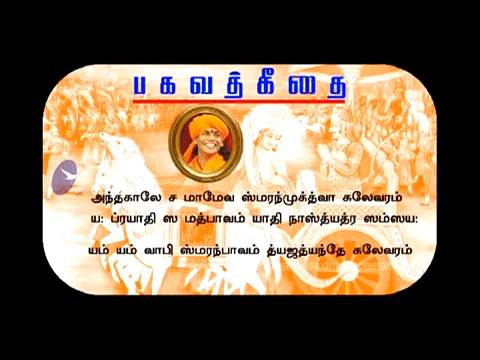 பகவத்கீதை
அந்தகாலே ச மாமேவ ஸ்மரந்முக்த்வா கலேவரம்
ய: ப்ரயாதி ஸ மத்பாவம் யாதி நாஸ்த்யத்ர ஸம்ஸய:
யம் யம் வாபி ஸ்மரந்பாவம் த்யஜத்யந்தே கலேவரம்